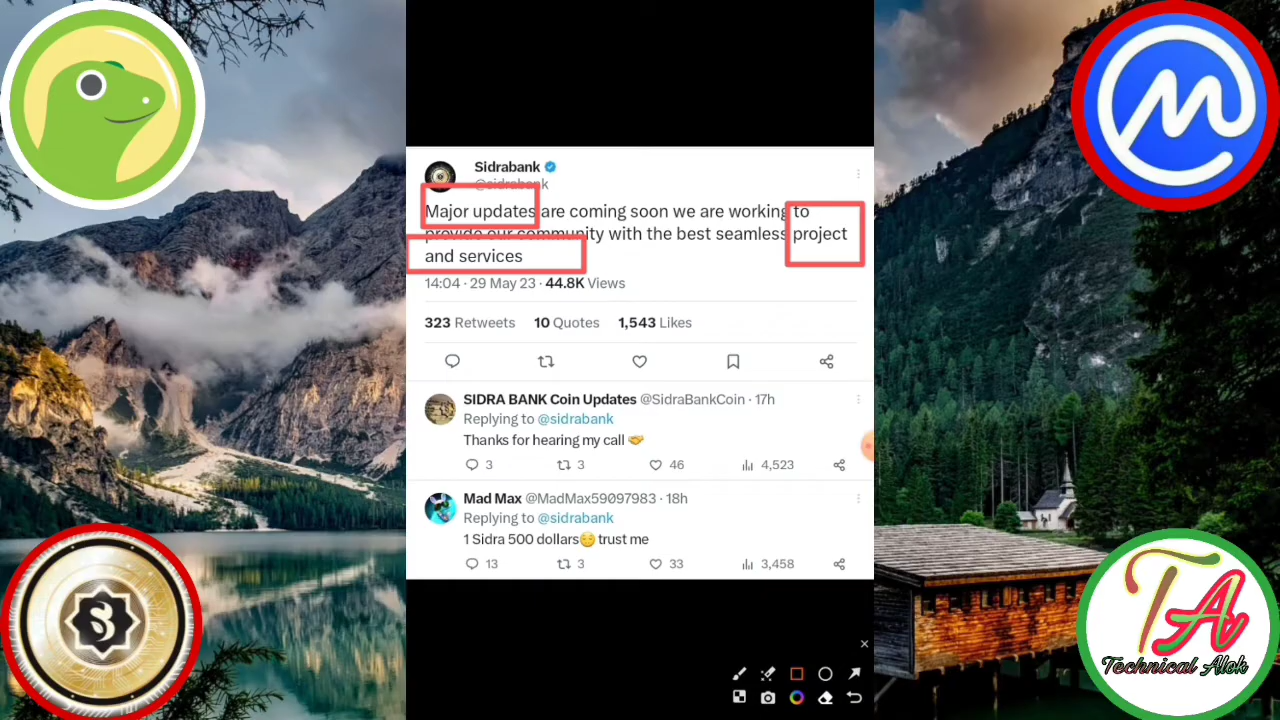 Sidrabank
@sidrabank
Major updates are coming soon we are working to
provide our community with the best seamless project
and services
14:04 · 29 May 23 · 44.8K Views
323 Retweets 10 Quotes 1,543 Likes
SIDRA BANK Coin Updates @SidraBankCoin · 17h
Replying to @sidrabank
Thanks for hearing my call 🤝
3 3 46 4,523
Mad Max @MadMax59097983 · 18h
Replying to @sidrabank
1 Sidra 500 dollars😌 trust me
13 3 33 3,458
TA
Technical Alok